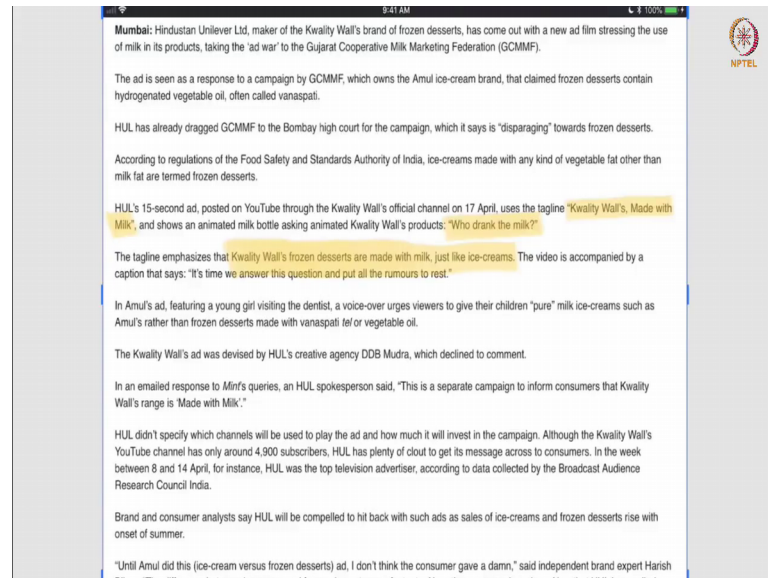 9:41 AM
100%
NPTEL
Mumbai: Hindustan Unilever Ltd, maker of the Kwality Wall's brand of frozen desserts, has come out with a new ad film stressing the use
of milk in its products, taking the 'ad war' to the Gujarat Cooperative Milk Marketing Federation (GCMMF).
The ad is seen as a response to a campaign by GCMMF, which owns the Amul ice-cream brand, that claimed frozen desserts contain
hydrogenated vegetable oil, often called vanaspati.
HUL has already dragged GCMMF to the Bombay high court for the campaign, which it says is "disparaging" towards frozen desserts.
According to regulations of the Food Safety and Standards Authority of India, ice-creams made with any kind of vegetable fat other than
milk fat are termed frozen desserts.
HUL's 15-second ad, posted on YouTube through the Kwality Wall's official channel on 17 April, uses the tagline "Kwality Wall's, Made with
Milk", and shows an animated milk bottle asking animated Kwality Wall's products: "Who drank the milk?"
The tagline emphasizes that Kwality Wall's frozen desserts are made with milk, just like ice-creams. The video is accompanied by a
caption that says: "It's time we answer this question and put all the rumours to rest."
In Amul's ad, featuring a young girl visiting the dentist, a voice-over urges viewers to give their children "pure" milk ice-creams such as
Amul's rather than frozen desserts made with vanaspati tel or vegetable oil.
The Kwality Wall's ad was devised by HUL's creative agency DDB Mudra, which declined to comment.
In an emailed response to Mint's queries, an HUL spokesperson said, "This is a separate campaign to inform consumers that Kwality
Wall's range is 'Made with Milk'."
HUL didn't specify which channels will be used to play the ad and how much it will invest in the campaign. Although the Kwality Wall's
YouTube channel has only around 4,900 subscribers, HUL has plenty of clout to get its message across to consumers. In the week
between 8 and 14 April, for instance, HUL was the top television advertiser, according to data collected by the Broadcast Audience
Research Council India.
Brand and consumer analysts say HUL will be compelled to hit back with such ads as sales of ice-creams and frozen desserts rise with
onset of summer.
"Until Amul did this (ice-cream versus frozen desserts) ad, I don't think the consumer gave a damn," said independent brand expert Harish